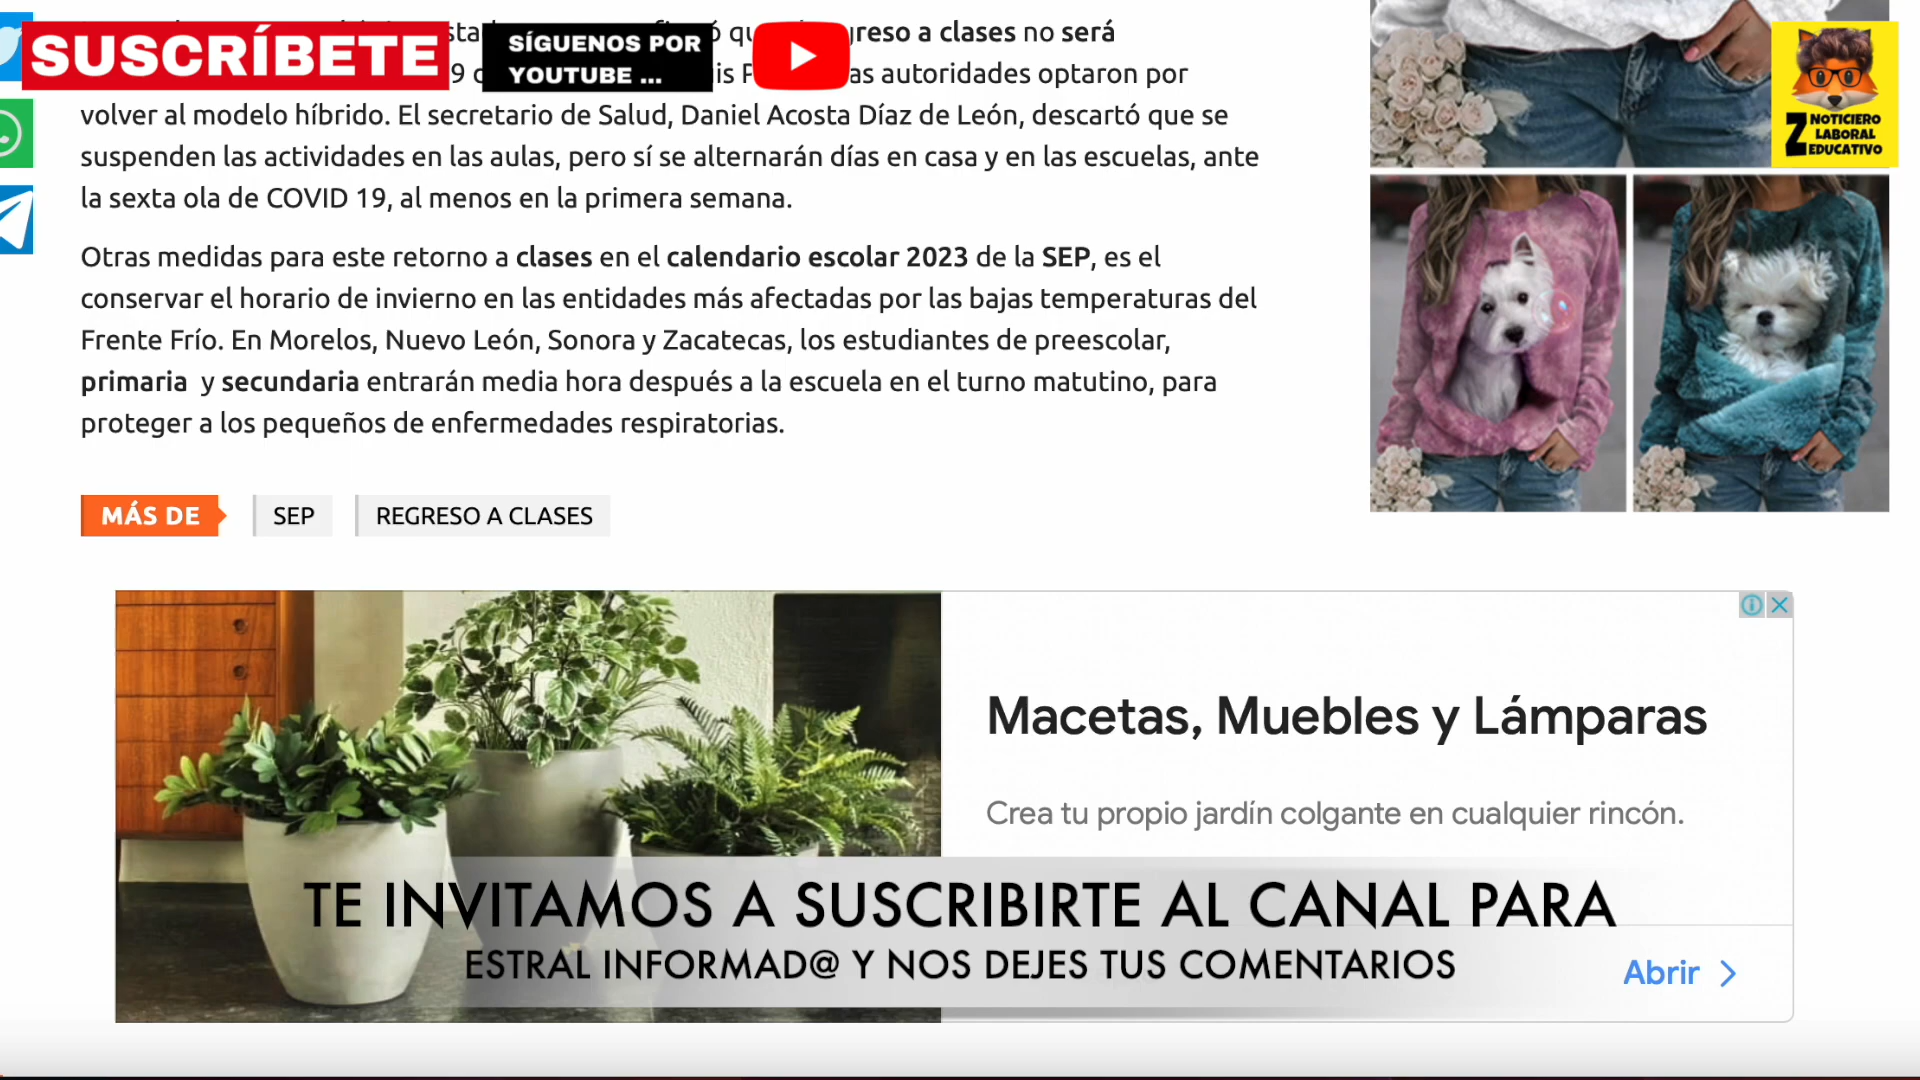 SUSCRÍBETE
SÍGUENOS POR
YOUTUBE ...
reso a clases no será
as autoridades optaron por
volver al modelo híbrido. El secretario de Salud, Daniel Acosta Díaz de León, descartó que se
suspenden las actividades en las aulas, pero sí se alternarán días en casa y en las escuelas, ante
la sexta ola de COVID 19, al menos en la primera semana.
Otras medidas para este retorno a clases en el calendario escolar 2023 de la SEP, es el
conservar el horario de invierno en las entidades más afectadas por las bajas temperaturas del
Frente Frío. En Morelos, Nuevo León, Sonora y Zacatecas, los estudiantes de preescolar,
primaria y secundaria entrarán media hora después a la escuela en el turno matutino, para
proteger a los pequeños de enfermedades respiratorias.
MÁS DE
SEP
REGRESO A CLASES
Z NOTICIERO
LABORAL
EDUCATIVO
Macetas, Muebles y Lámparas
Crea tu propio jardín colgante en cualquier rincón.
TE INVITAMOS A SUSCRIBIRTE AL CANAL PARA
ESTRAL INFORMAD@ Y NOS DEJES TUS COMENTARIOS
Abrir